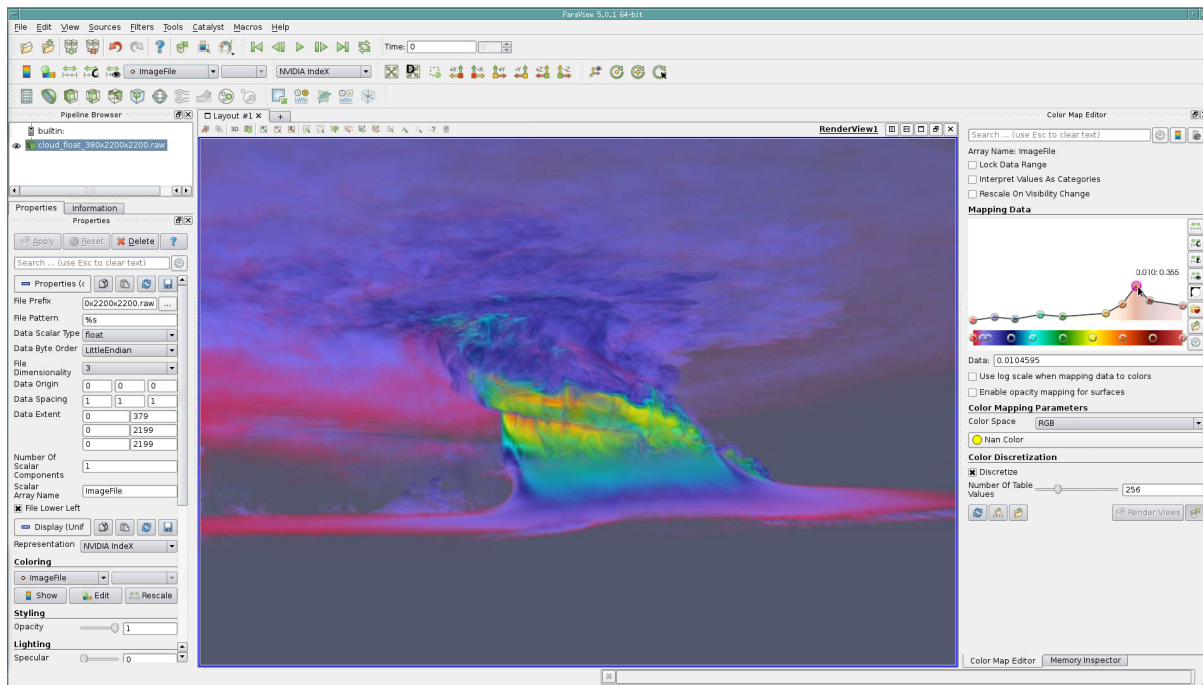 ParaView 5.0.1 64-bit
File Edit View Sources Filters Tools Catalyst Macros Help
Time: 0 0
ImageFile NVIDIA IndeX
Pipeline Browser
builtin:
cloud_float_380x2200x2200.raw
Properties Information
Properties
Apply Reset Delete ?
Search ... (use Esc to clear text)
Properties (c
File Prefix 0x2200x2200.raw ...
File Pattern %s
Data Scalar Type float
Data Byte Order LittleEndian
File Dimensionality 3
Data Origin 0 0 0
Data Spacing 1 1 1
Data Extent 0 379
0 2199
0 2199
Number Of Scalar Components 1
Scalar Array Name ImageFile
File Lower Left
Display (Unif
Representation NVIDIA IndeX
Coloring
ImageFile
Show Edit Rescale
Styling
Opacity 1
Lighting
Specular 0
Layout #1
3D
RenderView1
Color Map Editor
Search ... (use Esc to clear text)
Array Name: ImageFile
Lock Data Range
Interpret Values As Categories
Rescale On Visibility Change
Mapping Data
0.010: 0.355
Data: 0.0104595
Use log scale when mapping data to colors
Enable opacity mapping for surfaces
Color Mapping Parameters
Color Space RGB
Nan Color
Color Discretization
Discretize
Number Of Table Values 256
Render Views
Color Map Editor Memory Inspector